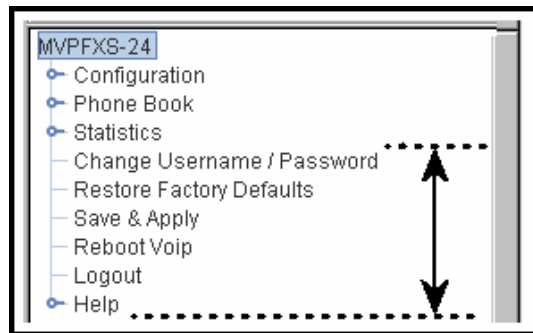 MVPFXS-24
Configuration
Phone Book
Statistics
Change Username / Password
Restore Factory Defaults
Save & Apply
Reboot Voip
Logout
Help